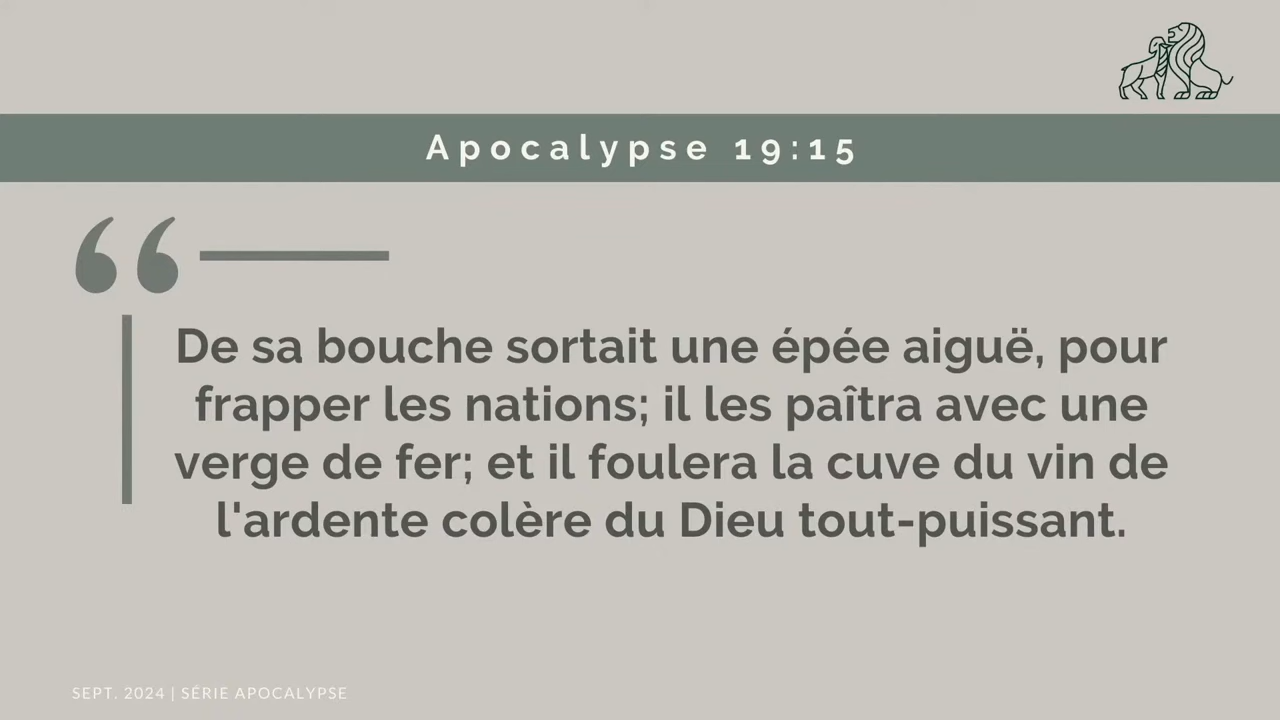 Apocalypse 19:15
“
De sa bouche sortait une épée aiguë, pour
frapper les nations; il les paîtra avec une
verge de fer; et il foulera la cuve du vin de
l'ardente colère du Dieu tout-puissant.
SEPT. 2024 | SÉRIE APOCALYPSE